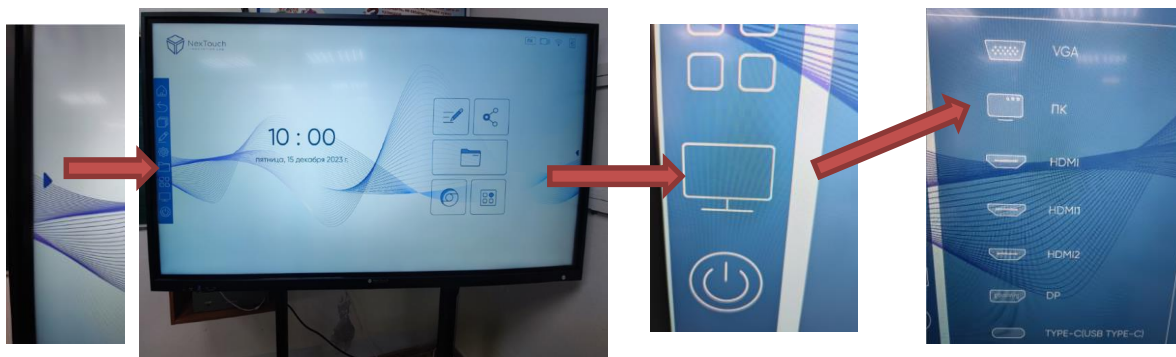 NexTouch
10 : 00
пятница, 15 декабря 2023 г.
VGA
ПК
HDMI
HDMI1
HDMI2
DP
TYPE-C(USB TYPE-C)